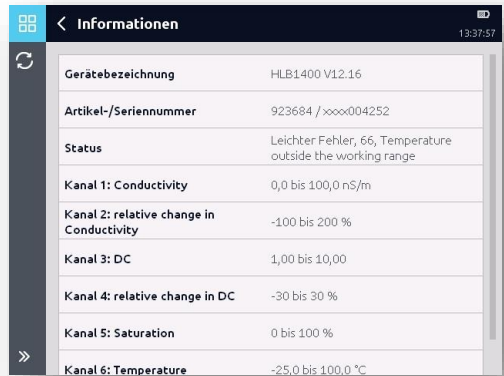 Informationen
13:37:57
Gerätebezeichnung HLB1400 V12.16
Artikel-/Seriennummer 923684 / xxxx004252
Status Leichter Fehler, 66, Temperature
outside the working range
Kanal 1: Conductivity 0,0 bis 100,0 nS/m
Kanal 2: relative change in
Conductivity -100 bis 200 %
Kanal 3: DC 1,00 bis 10,00
Kanal 4: relative change in DC -30 bis 30 %
Kanal 5: Saturation 0 bis 100 %
Kanal 6: Temperature -25,0 bis 100,0 °C